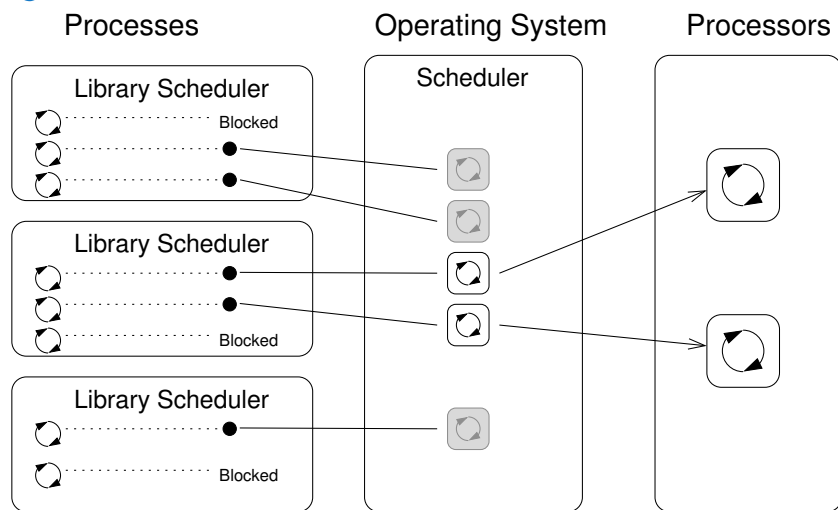 Processes
Operating System
Processors
Library Scheduler
Blocked
Library Scheduler
Blocked
Library Scheduler
Blocked
Scheduler